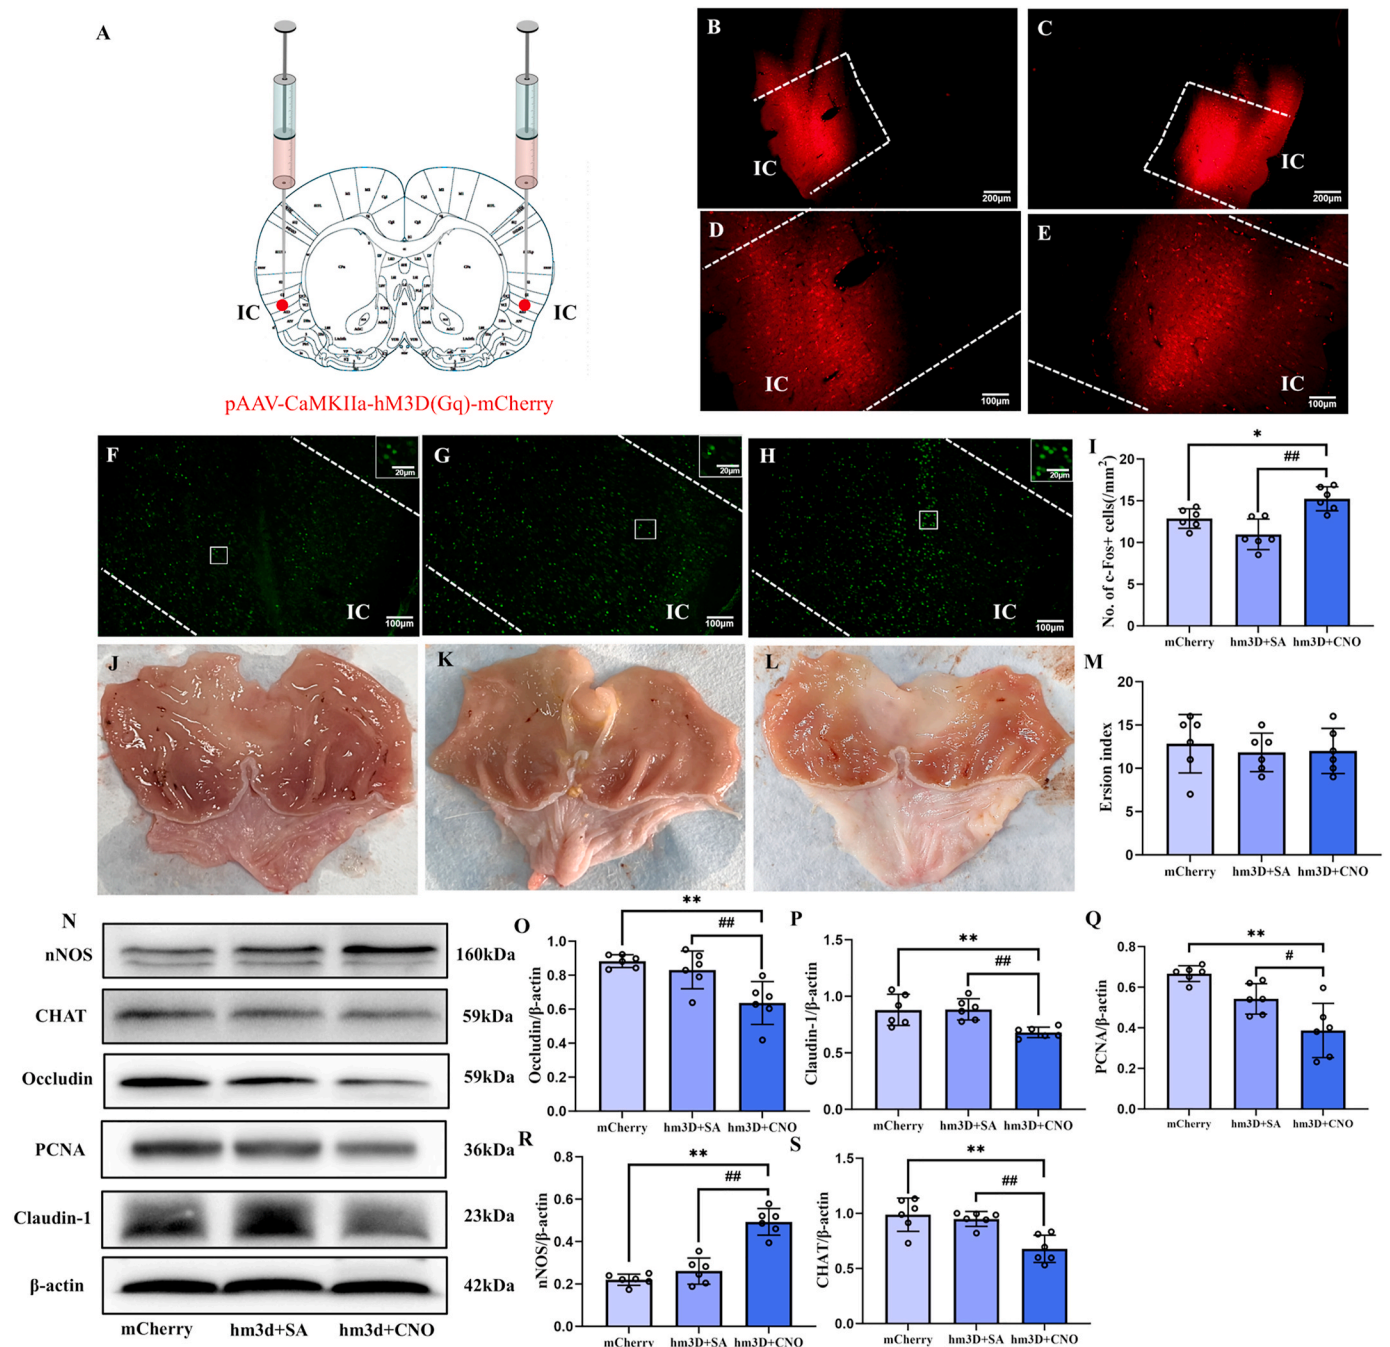 A
IC
IC
pAAV-CaMKIIa-hM3D(Gq)-mCherry
B
IC
200μm
C
IC
200μm
D
IC
100μm
E
IC
100μm
F
20μm
IC
100μm
G
20μm
IC
100μm
H
20μm
IC
100μm
I
No. of c-Fos+ cells(/mm²)
20
15
10
5
0
*
##
mCherry
hm3D+SA
hm3D+CNO
J
K
L
M
Ersion index
20
15
10
5
0
mCherry
hm3D+SA
hm3D+CNO
N
nNOS
160kDa
CHAT
59kDa
Occludin
59kDa
PCNA
36kDa
Claudin-1
23kDa
β-actin
42kDa
mCherry
hm3d+SA
hm3d+CNO
O
Occludin/β-actin
1.0
0.8
0.6
0.4
0.2
0.0
**
##
mCherry
hm3D+SA
hm3D+CNO
P
Claudin-1/β-actin
1.5
1.0
0.5
0.0
**
##
mCherry
hm3D+SA
hm3D+CNO
Q
PCNA/β-actin
0.8
0.6
0.4
0.2
0.0
**
#
mCherry
hm3D+SA
hm3D+CNO
R
nNOS/β-actin
0.8
0.6
0.4
0.2
0.0
**
##
mCherry
hm3D+SA
hm3D+CNO
S
CHAT/β-actin
1.5
1.0
0.5
0.0
**
##
mCherry
hm3D+SA
hm3D+CNO